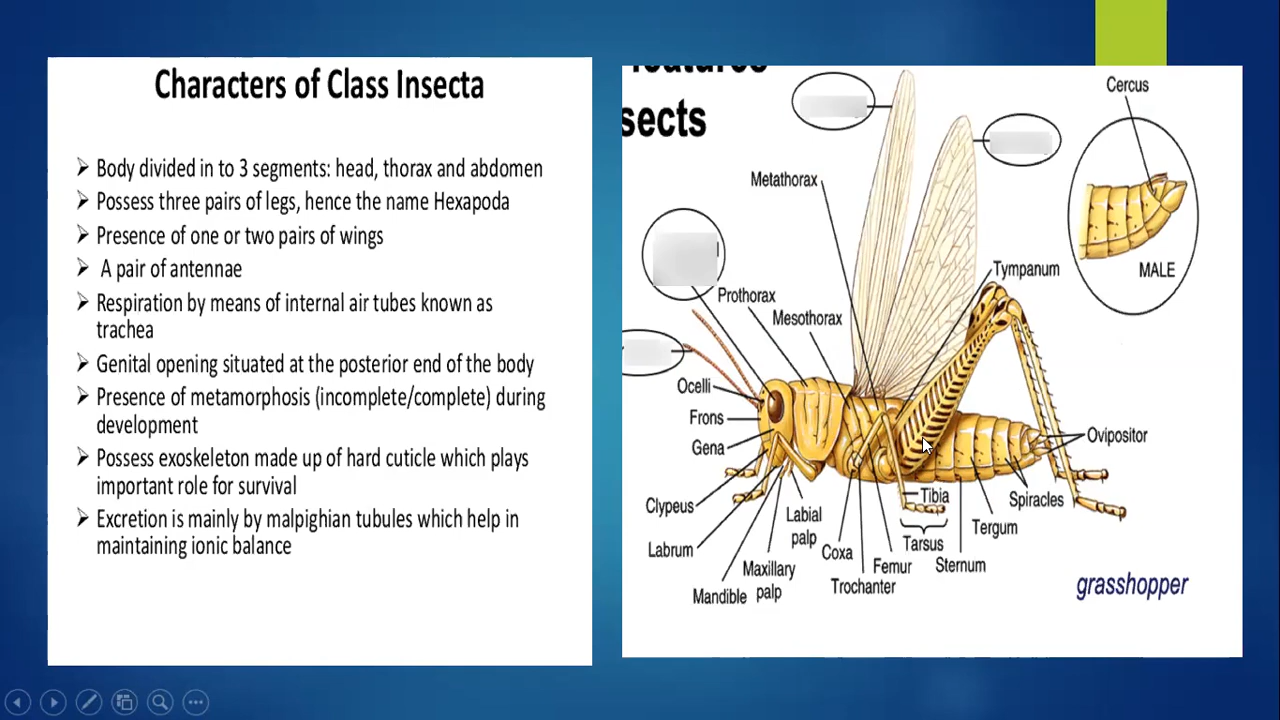 Characters of Class Insecta
Body divided in to 3 segments: head, thorax and abdomen
Possess three pairs of legs, hence the name Hexapoda
Presence of one or two pairs of wings
A pair of antennae
Respiration by means of internal air tubes known as
trachea
Genital opening situated at the posterior end of the body
Presence of metamorphosis (incomplete/complete) during
development
Possess exoskeleton made up of hard cuticle which plays
important role for survival
Excretion is mainly by malpighian tubules which help in
maintaining ionic balance
sects
Cercus
Metathorax
MALE
Tympanum
Prothorax
Mesothorax
Ocelli
Frons
Gena
Ovipositor
Clypeus
Labrum
Mandible
Maxillary
palp
Labial
palp
Coxa
Trochanter
Femur
Tibia
Tarsus
Sternum
Tergum
Spiracles
grasshopper